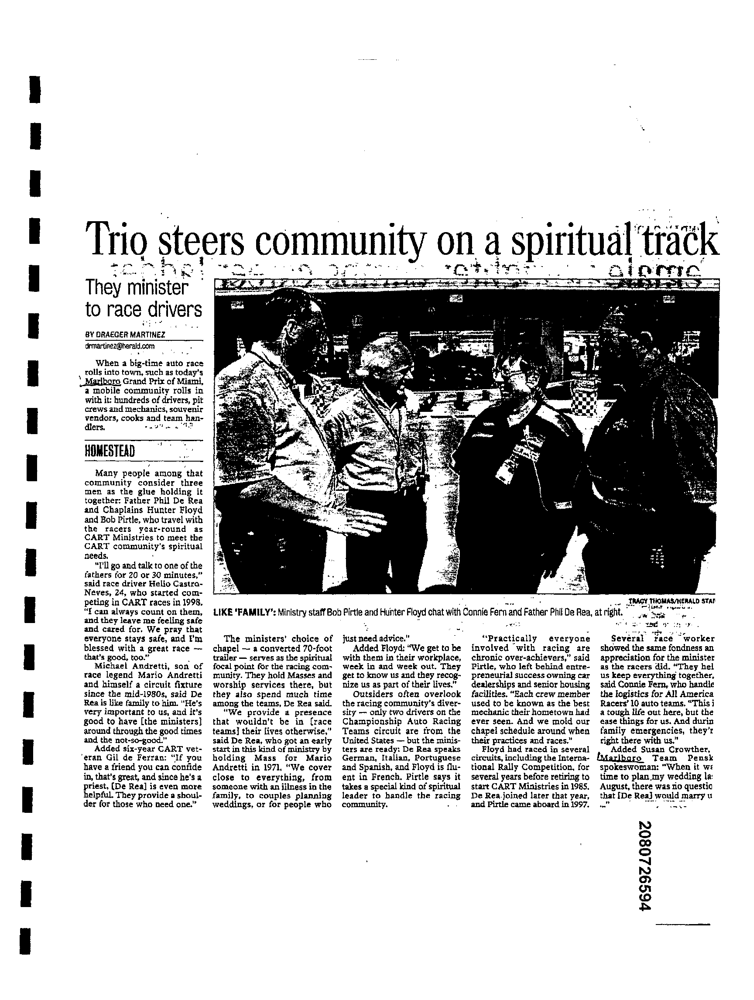 Trio steers community on a spiritual track
They minister
to race drivers
BY DRAEGER MARTINEZ
drmartinez@herald.com
When a big-time auto race
rolls into town, such as today's
Marlboro Grand Prix of Miami,
a mobile community rolls in
with it: hundreds of drivers, pit
crews and mechanics, souvenir
vendors, cooks and team han-
dlers.
HOMESTEAD
Many people among that
community consider three
men as the glue holding it
together: Father Phil De Rea
and Chaplains Hunter Floyd
and Bob Pirtle, who travel with
the racers year-round as
CART Ministries to meet the
CART community's spiritual
needs.
"I'll go and talk to one of the
fathers for 20 or 30 minutes,"
said race driver Helio Castro-
Neves, 24, who started com-
peting in CART races in 1998.
"I can always count on them,
and they leave me feeling safe
and cared for. We pray that
everyone stays safe, and I'm
blessed with a great race —
that's good, too."
Michael Andretti, son of
race legend Mario Andretti
and himself a circuit fixture
since the mid-1980s, said De
Rea is like family to him. "He's
very important to us, and it's
good to have [the ministers]
around through the good times
and the not-so-good."
Added six-year CART vet-
eran Gil de Ferran: "If you
have a friend you can confide
in, that's great, and since he's a
priest, [De Rea] is even more
helpful. They provide a shoul-
der for those who need one."
TRACY THOMAS/HERALD STAF
LIKE 'FAMILY': Ministry staff Bob Pirtle and Hunter Floyd chat with Connie Fern and Father Phil De Rea, at right.
The ministers' choice of
chapel — a converted 70-foot
trailer — serves as the spiritual
focal point for the racing com-
munity. They hold Masses and
worship services there, but
they also spend much time
among the teams, De Rea said.
"We provide a presence
that wouldn't be in [race
teams] their lives otherwise,"
said De Rea, who got an early
start in this kind of ministry by
holding Mass for Mario
Andretti in 1971. "We cover
close to everything, from
someone with an illness in the
family, to couples planning
weddings, or for people who
just need advice."
Added Floyd: "We get to be
with them in their workplace,
week in and week out. They
get to know us and they recog-
nize us as part of their lives."
Outsiders often overlook
the racing community's diver-
sity — only two drivers on the
Championship Auto Racing
Teams circuit are from the
United States — but the minis-
ters are ready: De Rea speaks
German, Italian, Portuguese
and Spanish, and Floyd is flu-
ent in French. Pirtle says it
takes a special kind of spiritual
leader to handle the racing
community.
"Practically everyone
involved with racing are
chronic over-achievers," said
Pirtle, who left behind entre-
preneurial success owning car
dealerships and senior housing
facilities. "Each crew member
used to be known as the best
mechanic their hometown had
ever seen. And we mold our
chapel schedule around when
their practices and races."
Floyd had raced in several
circuits, including the Interna-
tional Rally Competition, for
several years before retiring to
start CART Ministries in 1985.
De Rea joined later that year,
and Pirtle came aboard in 1997.
Several race worker
showed the same fondness an
appreciation for the minister
as the racers did. "They hel
us keep everything together,
said Connie Fern, who handle
the logistics for All America
Racers' 10 auto teams. "This i
a tough life out here, but the
ease things for us. And durin
family emergencies, they'r
right there with us."
Added Susan Crowther,
Marlboro Team Pensk
spokeswoman: "When it wa
time to plan my wedding la
August, there was no questic
that [De Rea] would marry u
..."
2080726594